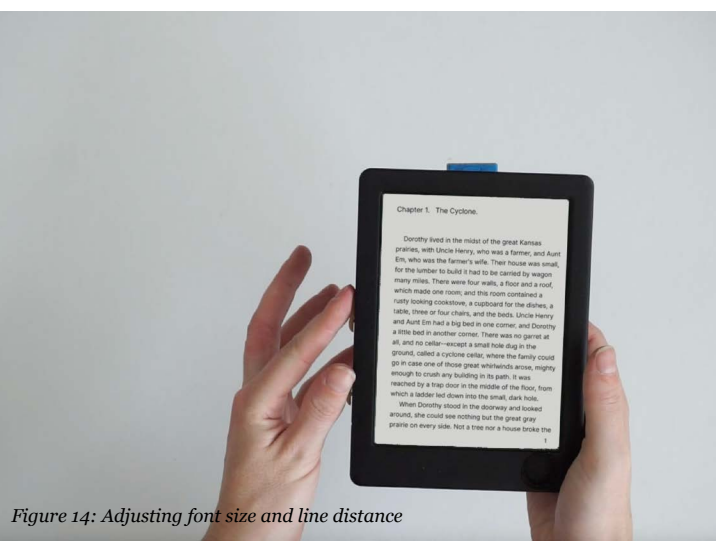 Chapter 1. The Cyclone.
Dorothy lived in the midst of the great Kansas
prairies, with Uncle Henry, who was a farmer, and Aunt
Em, who was the farmer's wife. Their house was small,
for the lumber to build it had to be carried by wagon
many miles. There were four walls, a floor and a roof,
which made one room; and this room contained a
rusty looking cookstove, a cupboard for the dishes, a
table, three or four chairs, and the beds. Uncle Henry
and Aunt Em had a big bed in one corner, and Dorothy
a little bed in another corner. There was no garret at
all, and no cellar—except a small hole dug in the
ground, called a cyclone cellar, where the family could
go in case one of those great whirlwinds arose, mighty
enough to crush any building in its path. It was
reached by a trap door in the middle of the floor, from
which a ladder led down into the small, dark hole.
When Dorothy stood in the doorway and looked
around, she could see nothing but the great gray
prairie on every side. Not a tree nor a house broke the
1
Figure 14: Adjusting font size and line distance